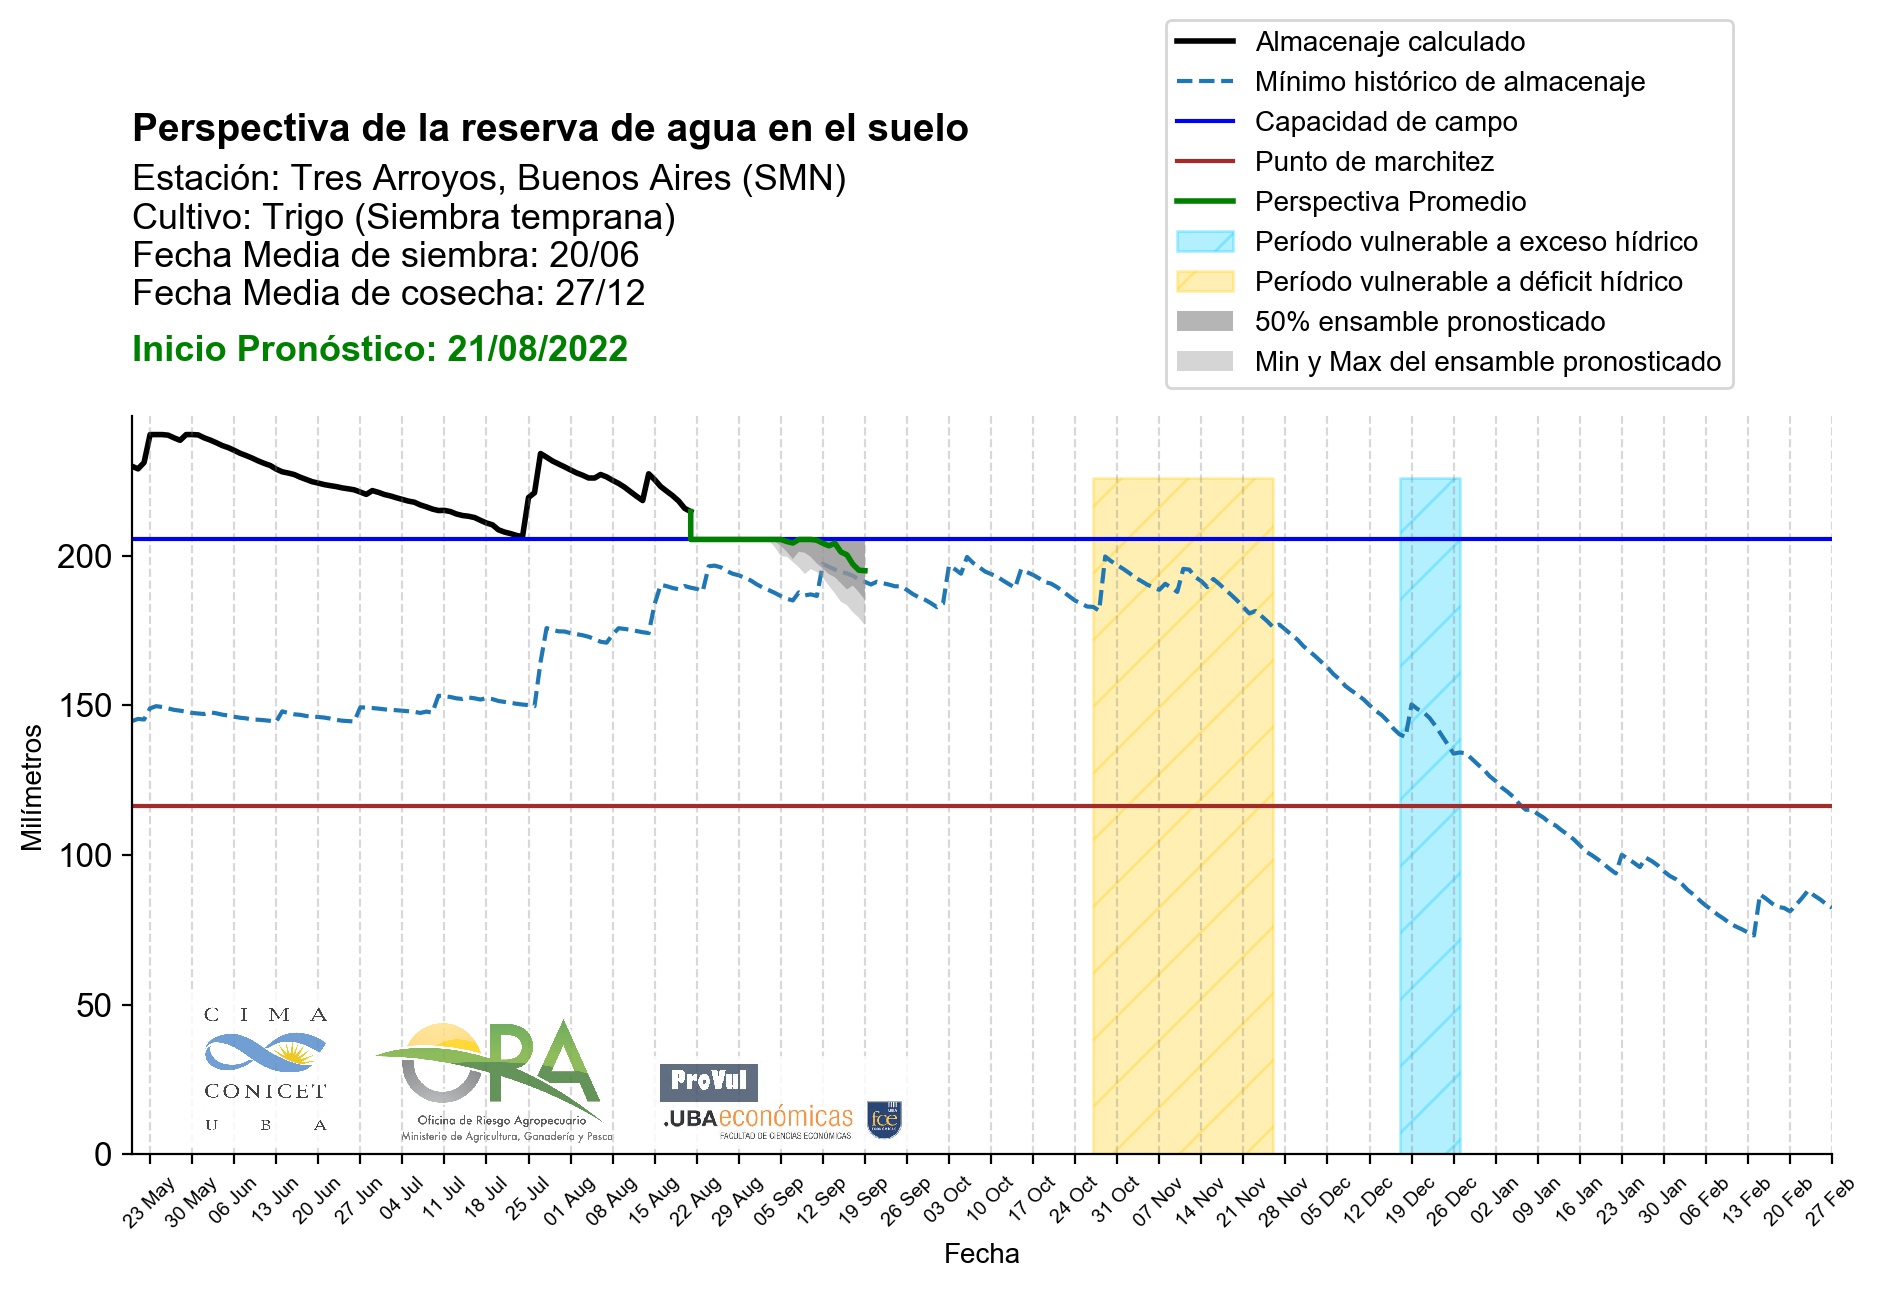 Almacenaje calculado
Mínimo histórico de almacenaje
Capacidad de campo
Punto de marchitez
Perspectiva Promedio
Período vulnerable a exceso hídrico
Período vulnerable a déficit hídrico
50% ensamble pronosticado
Min y Max del ensamble pronosticado
Perspectiva de la reserva de agua en el suelo
Estación: Tres Arroyos, Buenos Aires (SMN)
Cultivo: Trigo (Siembra temprana)
Fecha Media de siembra: 20/06
Fecha Media de cosecha: 27/12
Inicio Pronóstico: 21/08/2022
Milímetros
200
150
100
50
0
CIMA
CONICET
UBA
ORA
Oficina de Riesgo Agropecuario
Ministerio de Agricultura, Ganadería y Pesca
ProVul
.UBAeconómicas
FACULTAD DE CIENCIAS ECONÓMICAS
UBA
fce
ECONÓMICAS
23 May
30 May
06 Jun
13 Jun
20 Jun
27 Jun
04 Jul
11 Jul
18 Jul
25 Jul
01 Aug
08 Aug
15 Aug
22 Aug
29 Aug
05 Sep
12 Sep
19 Sep
26 Sep
03 Oct
10 Oct
17 Oct
24 Oct
31 Oct
07 Nov
14 Nov
21 Nov
28 Nov
05 Dec
12 Dec
19 Dec
26 Dec
02 Jan
09 Jan
16 Jan
23 Jan
30 Jan
06 Feb
13 Feb
20 Feb
27 Feb
Fecha